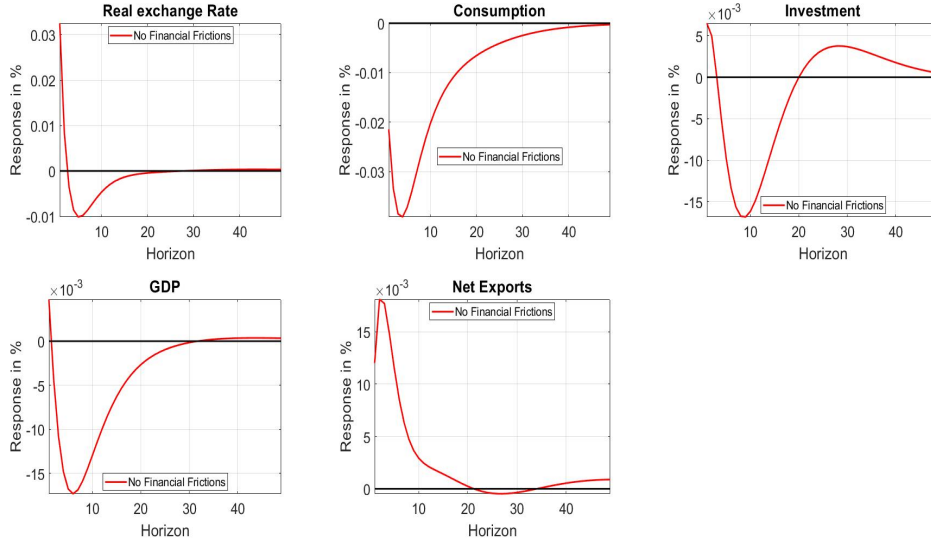 Real exchange Rate
No Financial Frictions
0.03
0.02
0.01
0
-0.01
Response in %
10 20 30 40
Horizon
Consumption
No Financial Frictions
0
-0.01
-0.02
-0.03
Response in %
10 20 30 40
Horizon
×10⁻³
Investment
No Financial Frictions
5
0
-5
-10
-15
Response in %
10 20 30 40
Horizon
×10⁻³
GDP
No Financial Frictions
0
-5
-10
-15
Response in %
10 20 30 40
Horizon
×10⁻³
Net Exports
No Financial Frictions
15
10
5
0
Response in %
10 20 30 40
Horizon